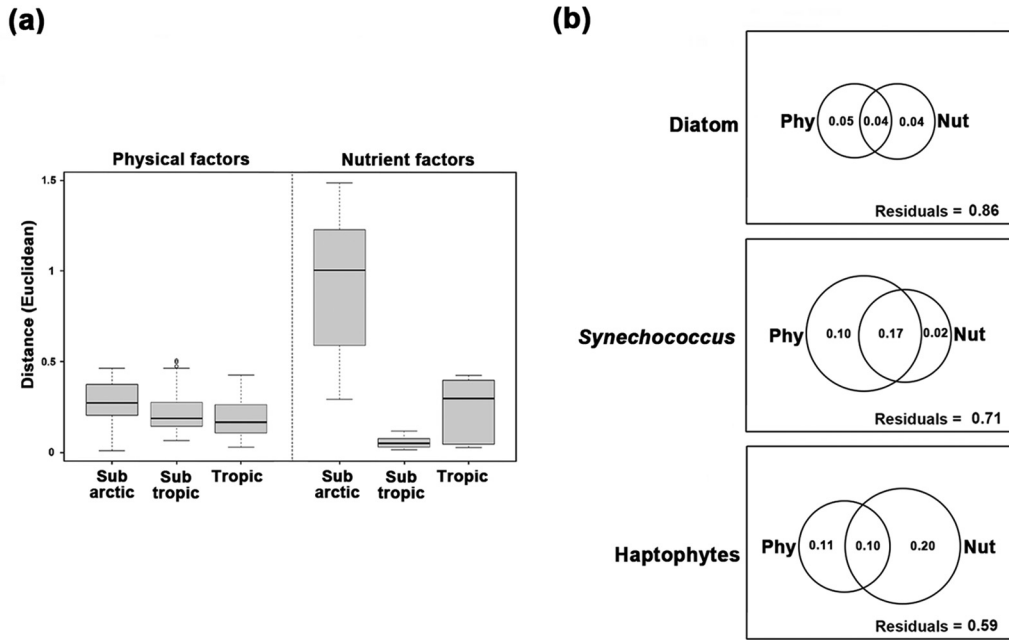 (a)
Physical factors
Nutrient factors
Distance (Euclidean)
1.5
1
0.5
0
Sub arctic
Sub tropic
Tropic
Sub arctic
Sub tropic
Tropic
(b)
Diatom
Phy
0.05
0.04
0.04
Nut
Residuals = 0.86
Synechococcus
Phy
0.10
0.17
0.02
Nut
Residuals = 0.71
Haptophytes
Phy
0.11
0.10
0.20
Nut
Residuals = 0.59